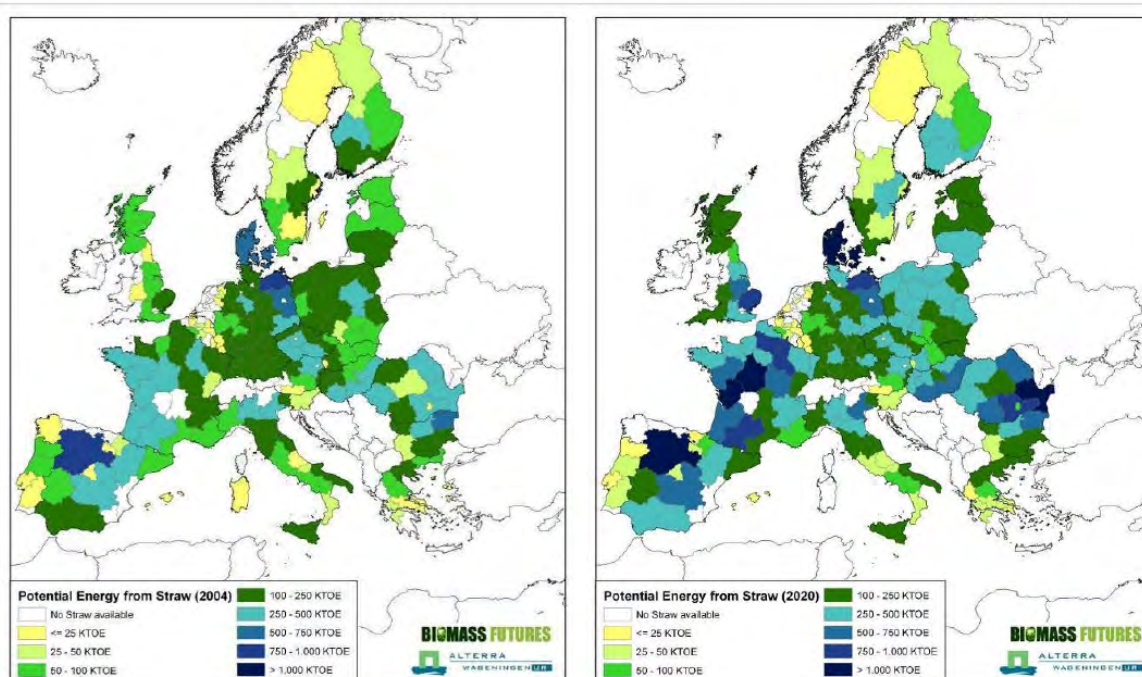 Potential Energy from Straw (2004)
No Straw available
<= 25 KTOE
25 - 50 KTOE
50 - 100 KTOE
100 - 250 KTOE
250 - 500 KTOE
500 - 750 KTOE
750 - 1.000 KTOE
> 1.000 KTOE
BIOMASS FUTURES
ALTERRA
WAGENINGEN UR
Potential Energy from Straw (2020)
No Straw available
<= 25 KTOE
25 - 50 KTOE
50 - 100 KTOE
100 - 250 KTOE
250 - 500 KTOE
500 - 750 KTOE
750 - 1.000 KTOE
> 1.000 KTOE
BIOMASS FUTURES
ALTERRA
WAGENINGEN UR